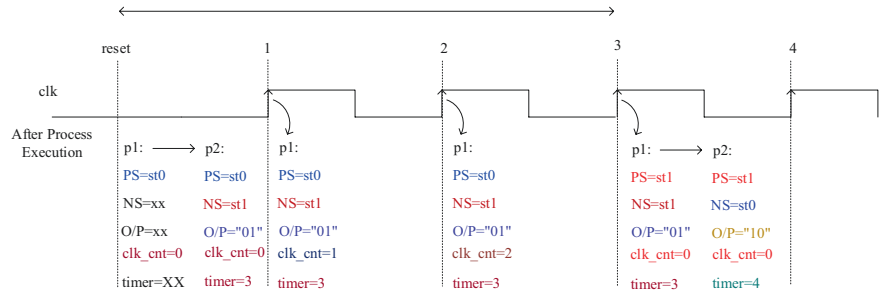 reset 1 2 3 4
clk
After Process
Execution
p1: p2: p1: p1: p1: p2:
PS=st0 PS=st0 PS=st0 PS=st0 PS=st1 PS=st1
NS=xx NS=st1 NS=st1 NS=st1 NS=st1 NS=st0
O/P=xx O/P="01" O/P="01" O/P="01" O/P="01" O/P="10"
clk_cnt=0 clk_cnt=0 clk_cnt=1 clk_cnt=2 clk_cnt=0 clk_cnt=0
timer=XX timer=3 timer=3 timer=3 timer=3 timer=4